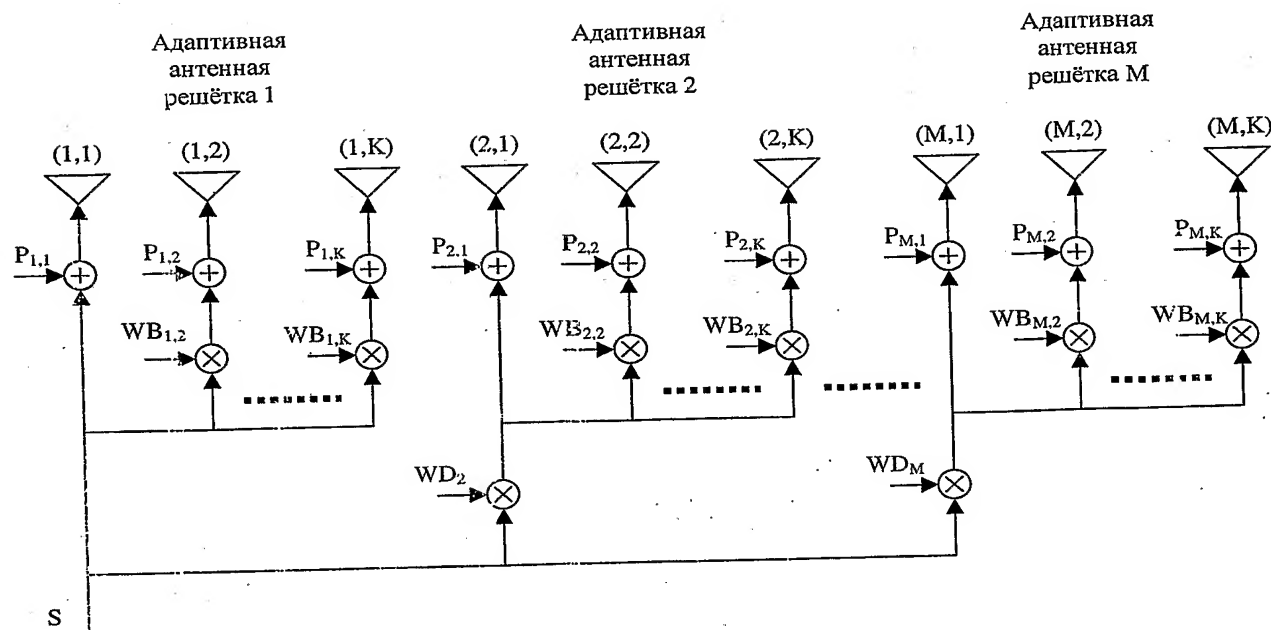 Адаптивная
антенная
решётка 1
Адаптивная
антенная
решётка 2
Адаптивная
антенная
решётка M
(1,1) (1,2) (1,K) (2,1) (2,2) (2,K) (M,1) (M,2) (M,K)
P1,1 P1,2 P1,K P2,1 P2,2 P2,K PM,1 PM,2 PM,K
WB1,2 WB1,K WB2,2 WB2,K WBM,2 WBM,K
WD2 WDM
S